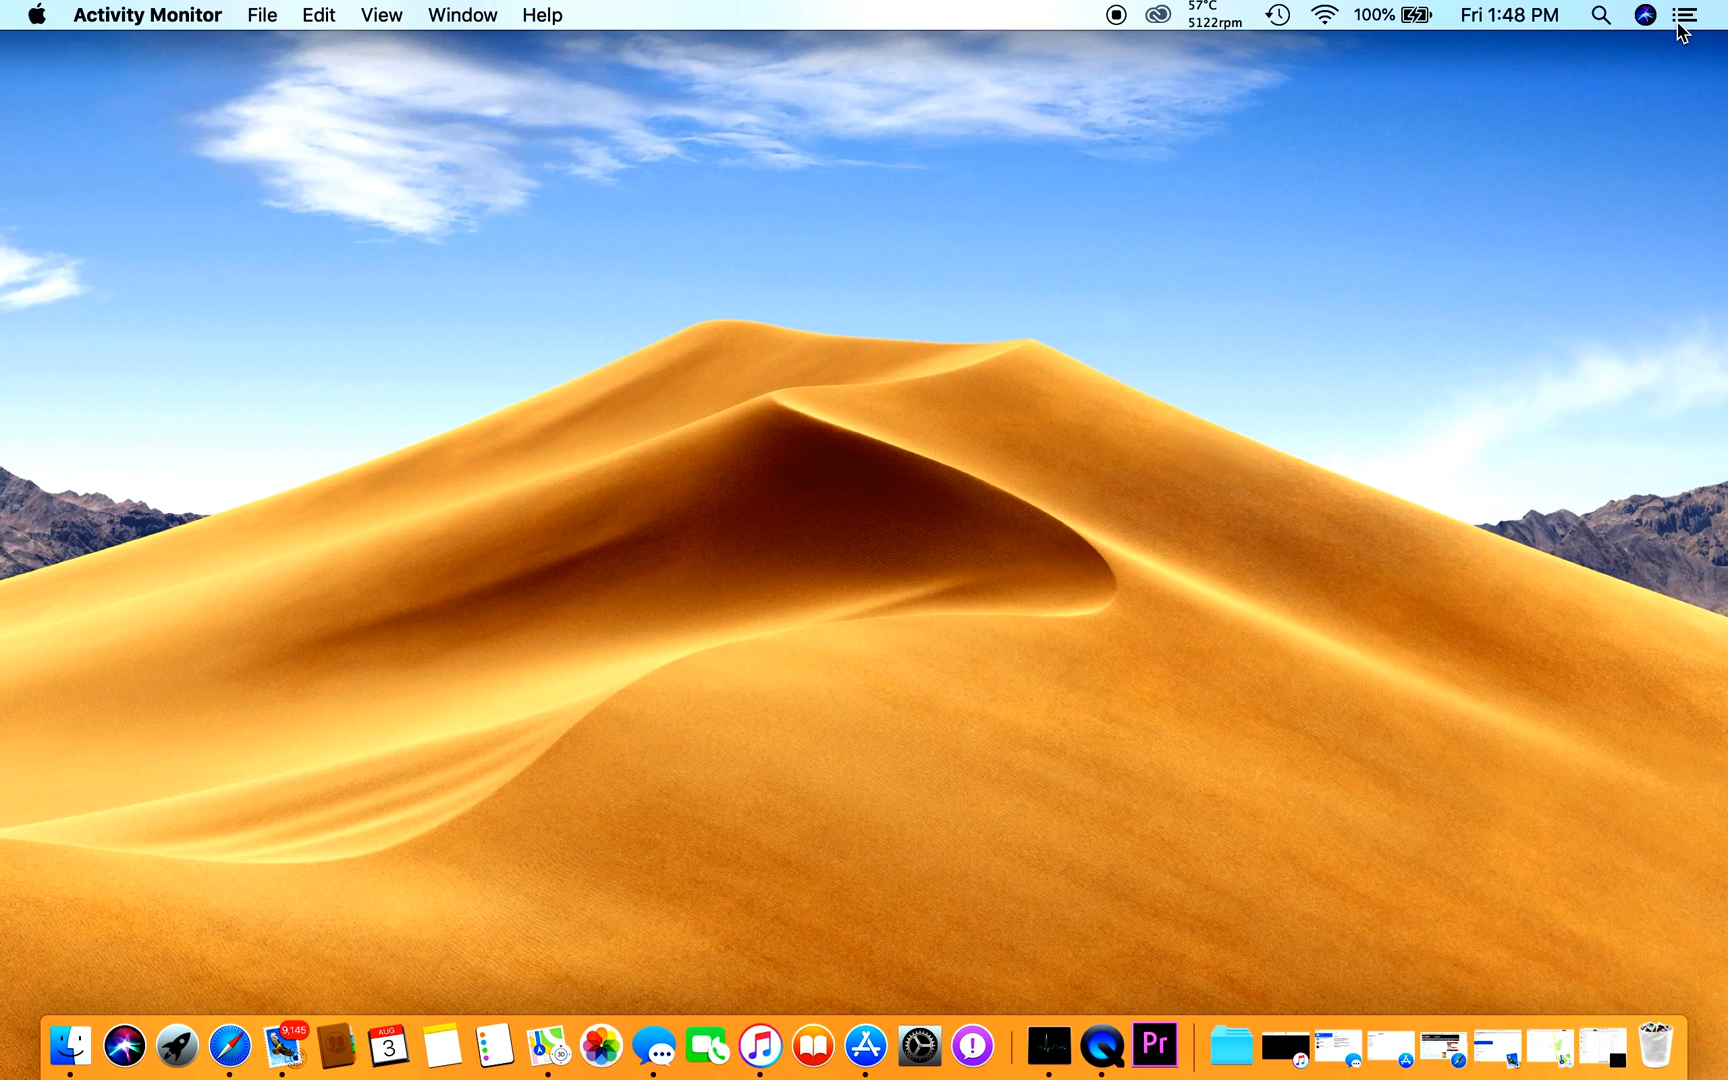 Activity Monitor File Edit View Window Help 57°C 100% Fri 1:48 PM
5122rpm
9,145
AUG
3
3D
Pr